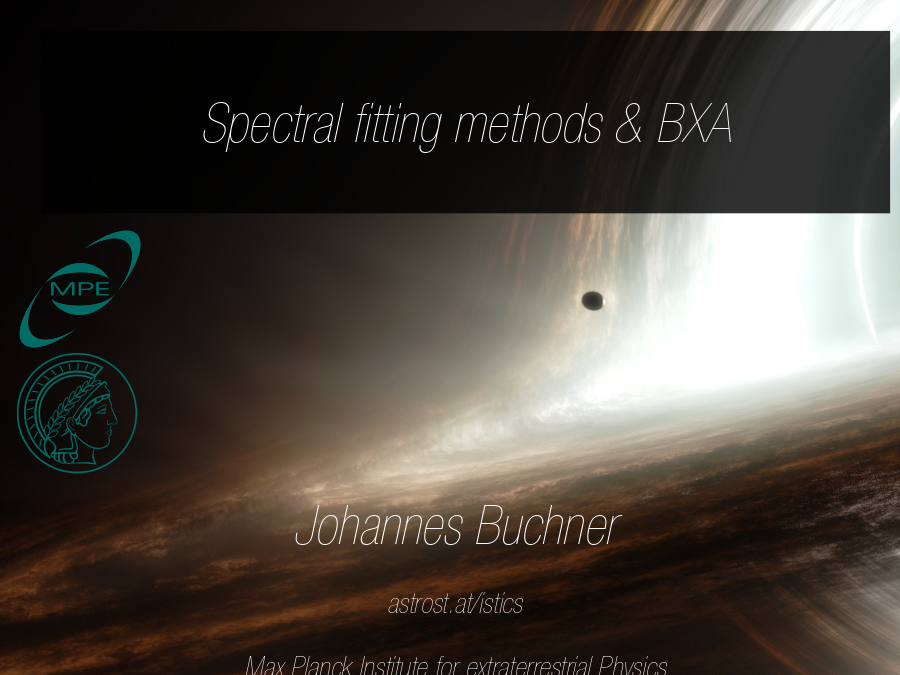 Spectral fitting methods & BXA
MPE
Johannes Buchner
astrost.at/istics
Max Planck Institute for extraterrestrial Physics